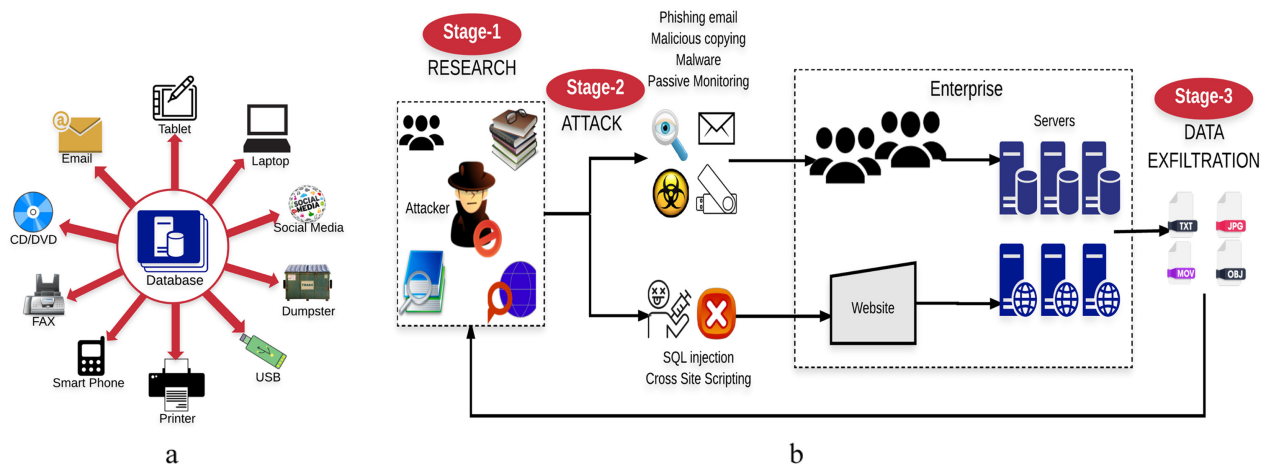 Tablet
Email
@
Laptop
SOCIAL
MEDIA
Social Media
CD/DVD
Database
FAX
Dumpster
Smart Phone
USB
Printer
a
Stage-1
RESEARCH
Attacker
Stage-2
ATTACK
Phishing email
Malicious copying
Malware
Passive Monitoring
SQL injection
Cross Site Scripting
Enterprise
Servers
Website
Stage-3
DATA
EXFILTRATION
TXT
JPG
MOV
OBJ
b